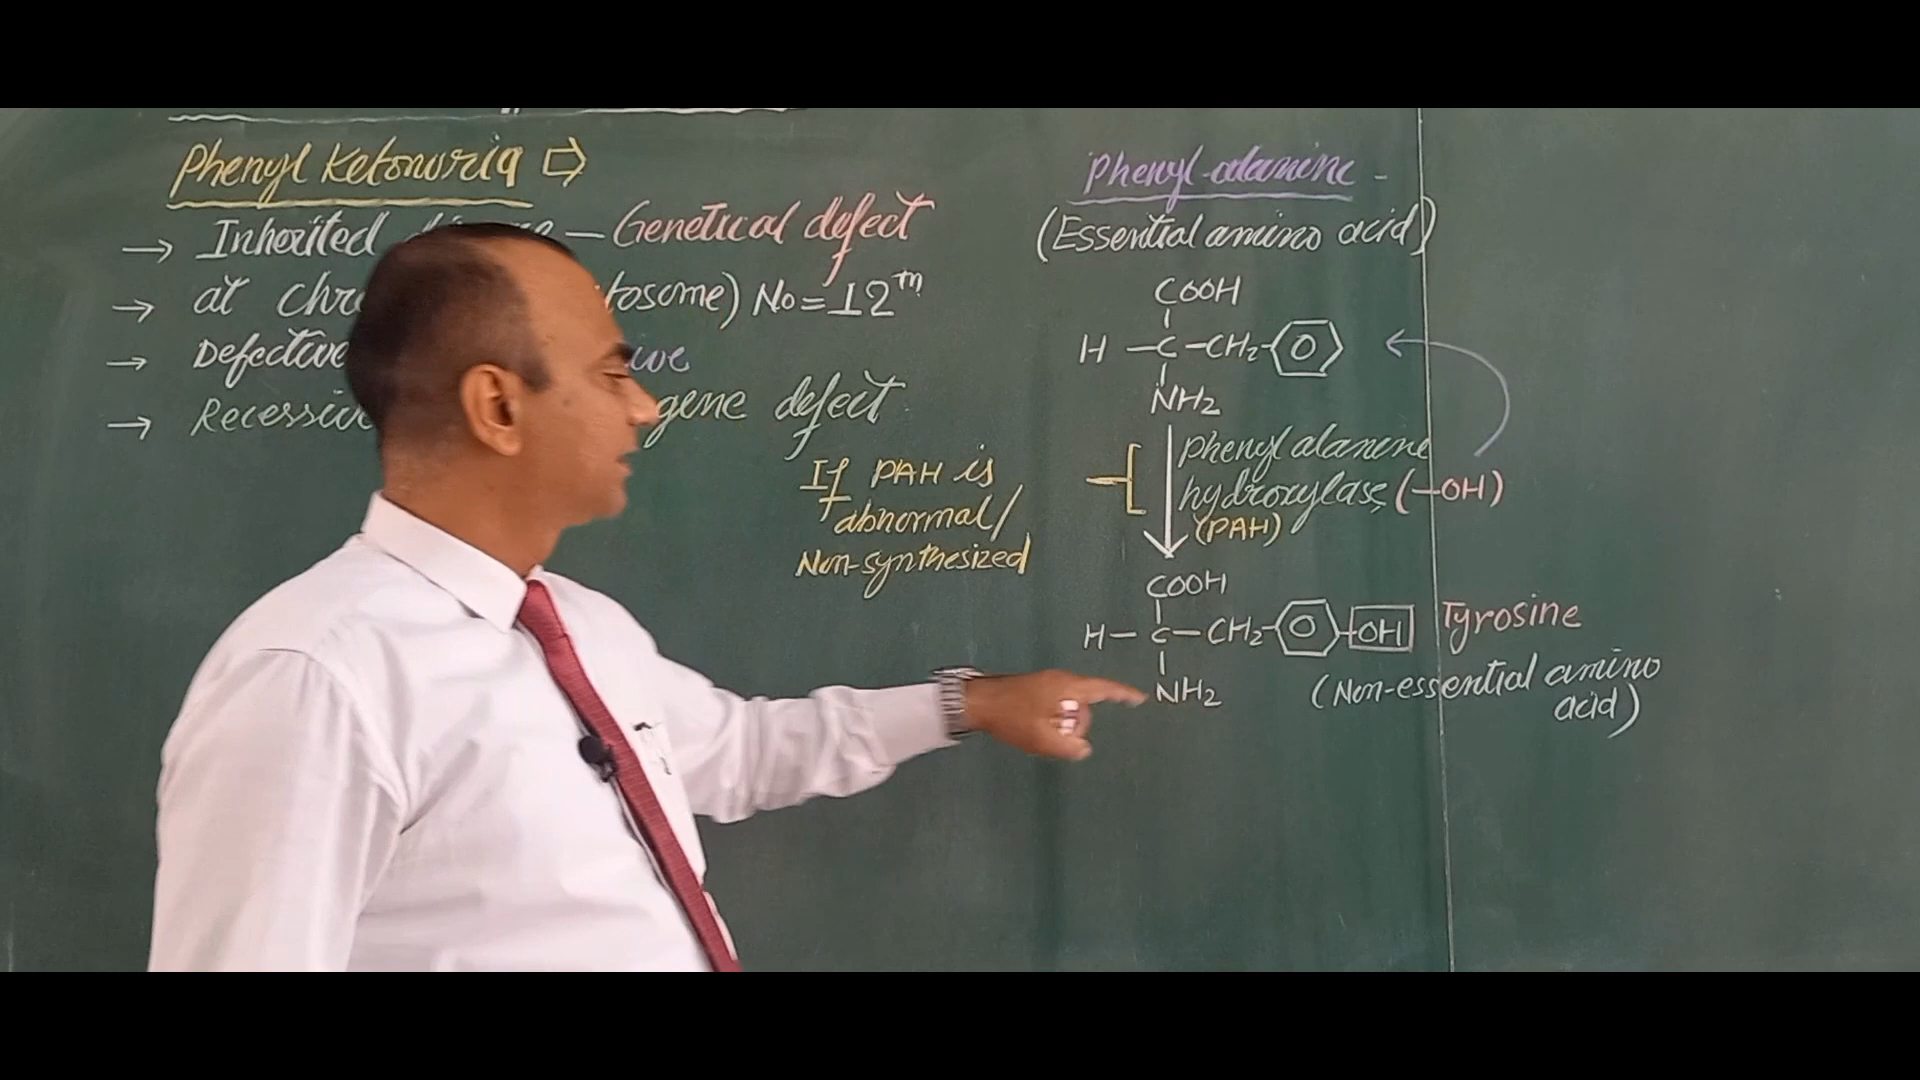 Phenyl Ketonuria ⇨
→ Inherited – Genetical defect
→ at tosome) No = 12th
→ Defective
→ Recessive gene defect
If PAH is
abnormal/
Non-synthesized
Phenyl-alanine -
(Essential amino acid)
COOH
H – C – CH2 – O
NH2
Phenyl alanine
hydroxylase (–OH)
(PAH)
COOH
H – C – CH2 – O – OH Tyrosine
NH2
(Non-essential amino
acid)